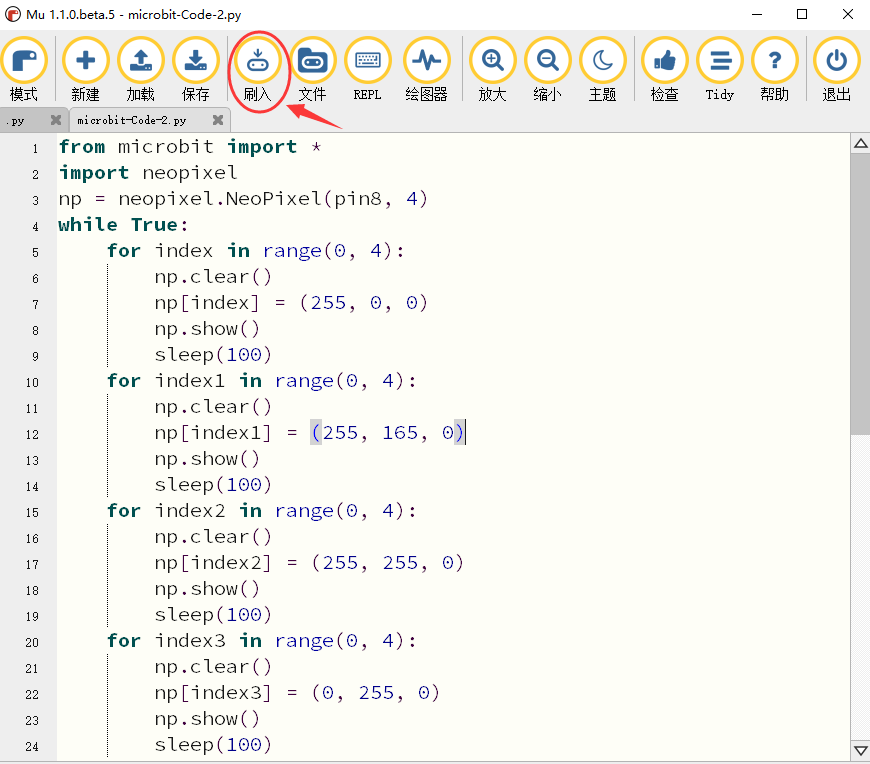 Mu 1.1.0.beta.5 - microbit-Code-2.py
模式 新建 加载 保存 刷入 文件 REPL 绘图器 放大 缩小 主题 检查 Tidy 帮助 退出
.py microbit-Code-2.py
1 from microbit import *
2 import neopixel
3 np = neopixel.NeoPixel(pin8, 4)
4 while True:
5     for index in range(0, 4):
6         np.clear()
7         np[index] = (255, 0, 0)
8         np.show()
9         sleep(100)
10     for index1 in range(0, 4):
11         np.clear()
12         np[index1] = (255, 165, 0)
13         np.show()
14         sleep(100)
15     for index2 in range(0, 4):
16         np.clear()
17         np[index2] = (255, 255, 0)
18         np.show()
19         sleep(100)
20     for index3 in range(0, 4):
21         np.clear()
22         np[index3] = (0, 255, 0)
23         np.show()
24         sleep(100)